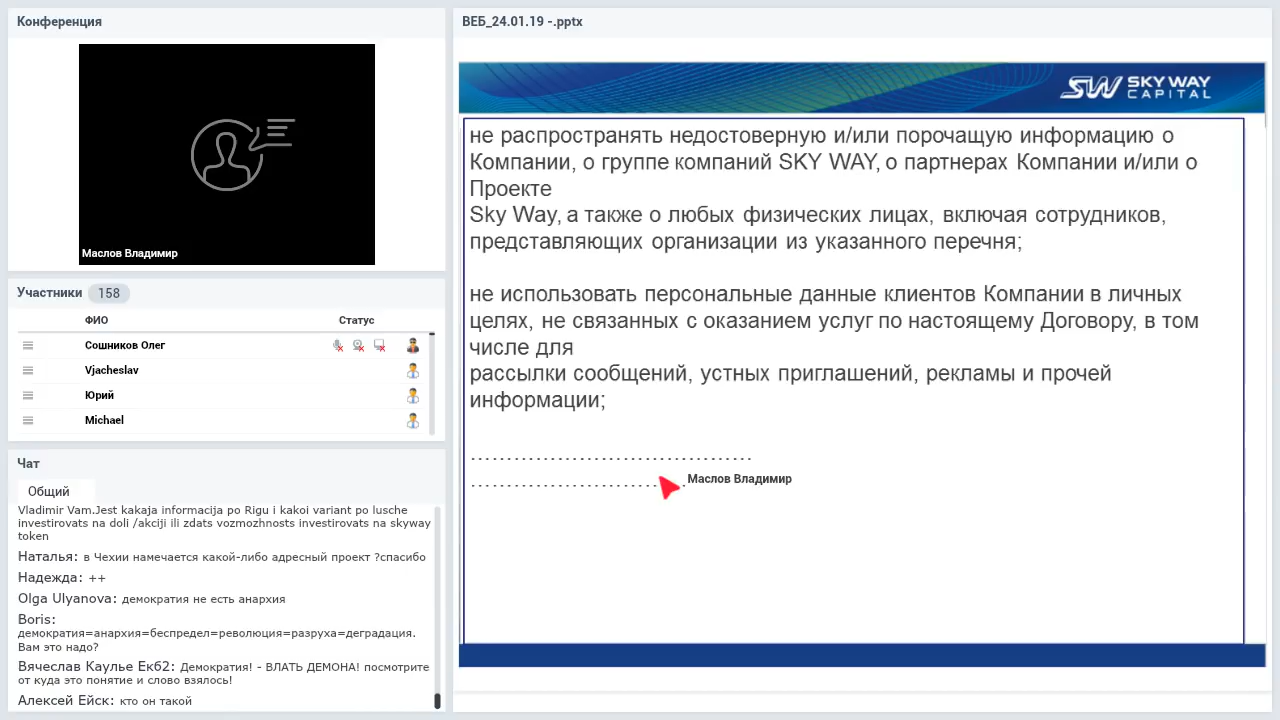 Конференция
Маслов Владимир
Участники 158
ФИО Статус
Сошников Олег
Vjacheslav
Юрий
Michael
Чат
Общий
Vladimir Vam.Jest kakaja informacija po Rigu i kakoi variant po lusche
investirovats na doli /akciji ili zdats vozmozhnosts investirovats na skyway
token
Наталья: в Чехии намечается какой-либо адресный проект ?спасибо
Надежда: ++
Olga Ulyanova: демократия не есть анархия
Boris:
демократия=анархия=беспредел=революция=разруха=деградация.
Вам это надо?
Вячеслав Каулье Екб2: Демократия! - ВЛАТЬ ДЕМОНА! посмотрите
от куда это понятие и слово взялось!
Алексей Ейск: кто он такой
ВЕБ_24.01.19 -.pptx
SW SKY WAY
CAPITAL
не распространять недостоверную и/или порочащую информацию о
Компании, о группе компаний SKY WAY, о партнерах Компании и/или о
Проекте
Sky Way, а также о любых физических лицах, включая сотрудников,
представляющих организации из указанного перечня;
не использовать персональные данные клиентов Компании в личных
целях, не связанных с оказанием услуг по настоящему Договору, в том
числе для
рассылки сообщений, устных приглашений, рекламы и прочей
информации;
.......................................
.............................. Маслов Владимир